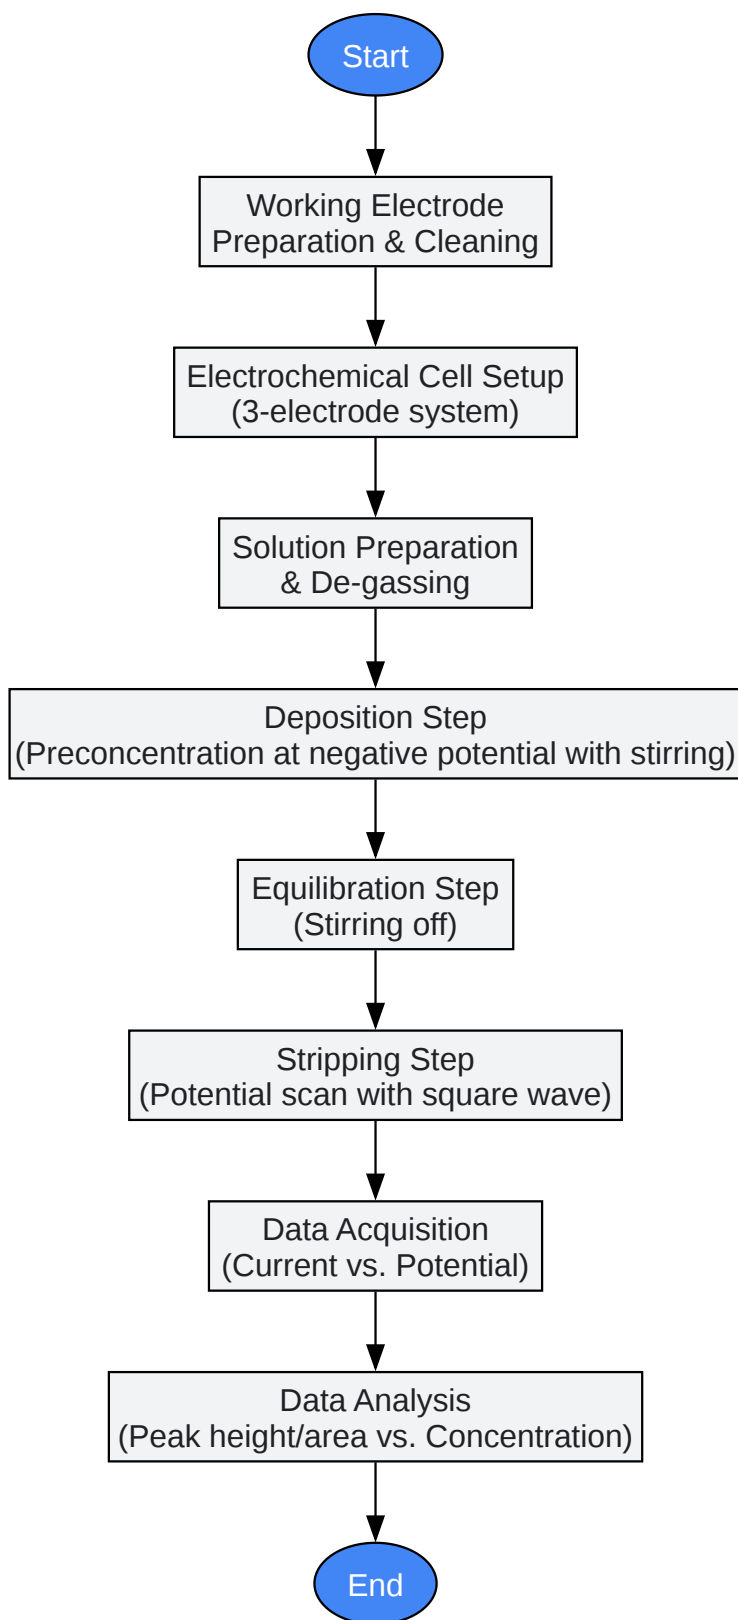 Start
Working Electrode
Preparation & Cleaning
Electrochemical Cell Setup
(3-electrode system)
Solution Preparation
& De-gassing
Deposition Step
(Preconcentration at negative potential with stirring)
Equilibration Step
(Stirring off)
Stripping Step
(Potential scan with square wave)
Data Acquisition
(Current vs. Potential)
Data Analysis
(Peak height/area vs. Concentration)
End